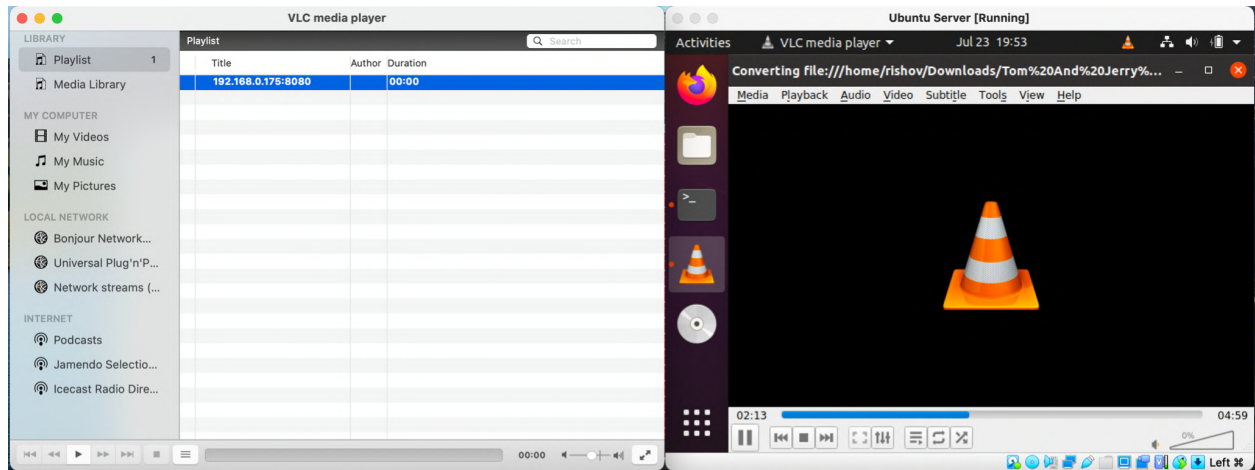 VLC media player
LIBRARY
Playlist 1
Media Library
MY COMPUTER
My Videos
My Music
My Pictures
LOCAL NETWORK
Bonjour Network...
Universal Plug'n'P...
Network streams (...
INTERNET
Podcasts
Jamendo Selectio...
Icecast Radio Dire...
Playlist
Search
Title Author Duration
192.168.0.175:8080 00:00
00:00
Ubuntu Server [Running]
Activities VLC media player Jul 23 19:53
Converting file:///home/rishov/Downloads/Tom%20And%20Jerry%...
Media Playback Audio Video Subtitle Tools View Help
>_
02:13 04:59
0%
Left ⌘